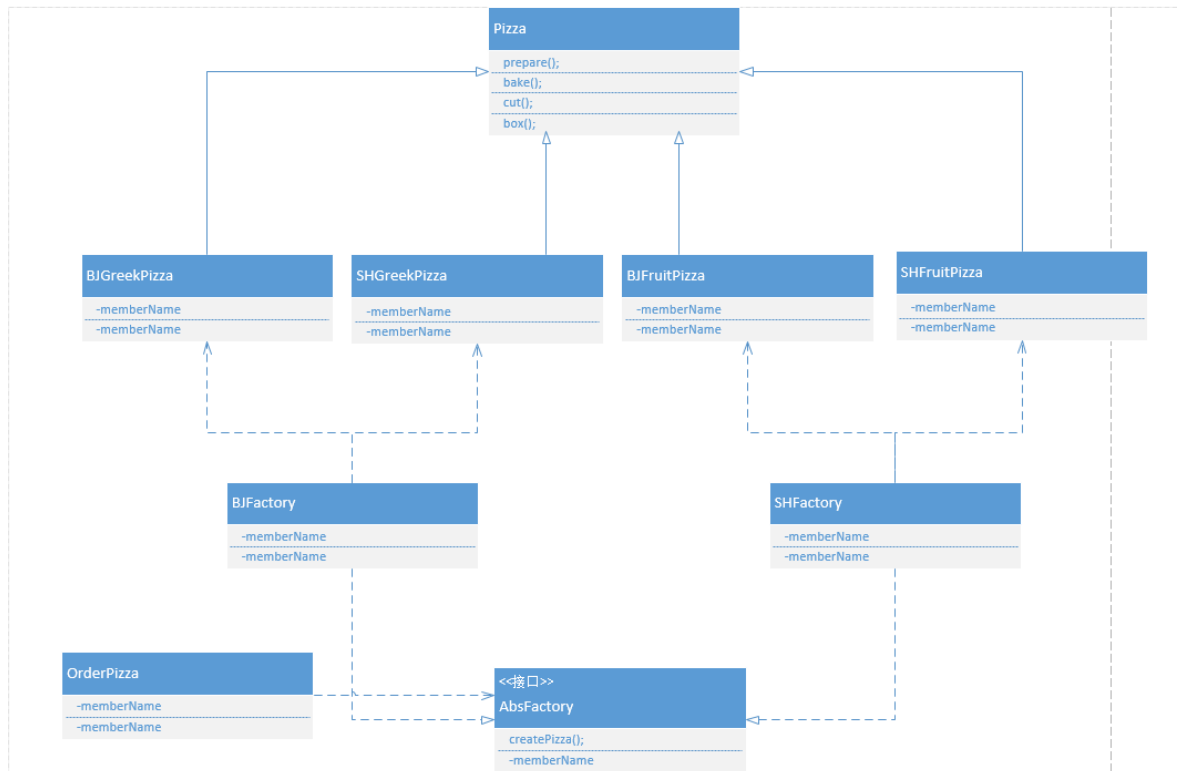 Pizza
prepare();
bake();
cut();
box();
BJGreekPizza
-memberName
-memberName
SHGreekPizza
-memberName
-memberName
BJFruitPizza
-memberName
-memberName
SHFruitPizza
-memberName
-memberName
BJFactory
-memberName
-memberName
SHFactory
-memberName
-memberName
OrderPizza
-memberName
-memberName
<<接口>>
AbsFactory
createPizza();
-memberName